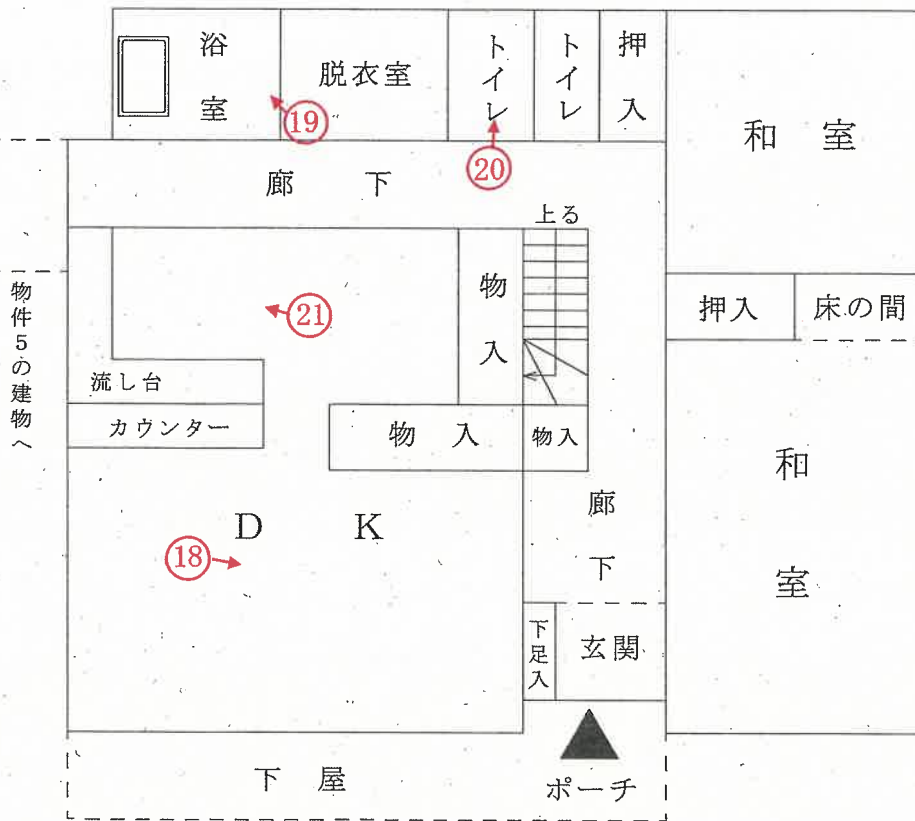 浴室
脱衣室
トイレ
トイレ
押入
和室
⑲
⑳
廊下
上る
物件5の建物へ
㉑
物入
押入
床の間
流し台
カウンター
物入
物入
和室
DK
⑱
廊下
下足入
玄関
下屋
ポーチ